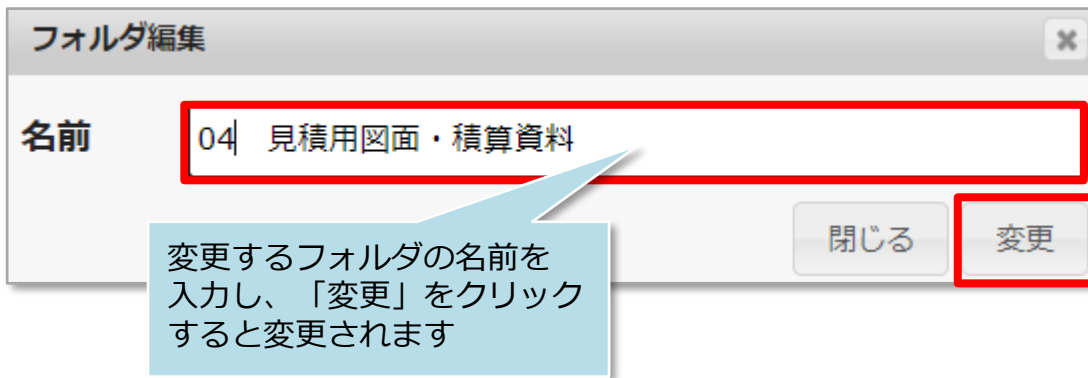 フォルダ編集
名前
04 見積用図面・積算資料
閉じる
変更
変更するフォルダの名前を
入力し、「変更」をクリック
すると変更されます